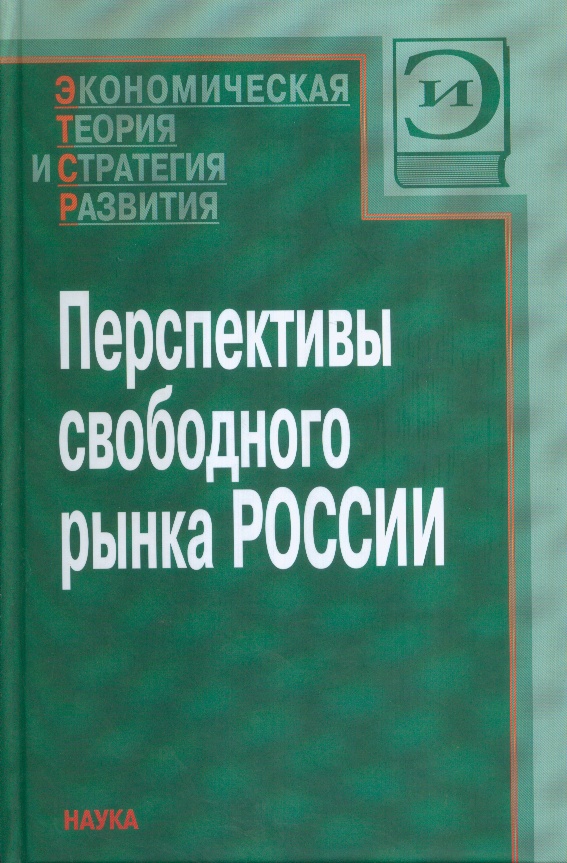 ЭКОНОМИЧЕСКАЯ
ТЕОРИЯ
И СТРАТЕГИЯ
РАЗВИТИЯ
ЭИ
Перспективы
свободного
рынка РОССИИ
НАУКА